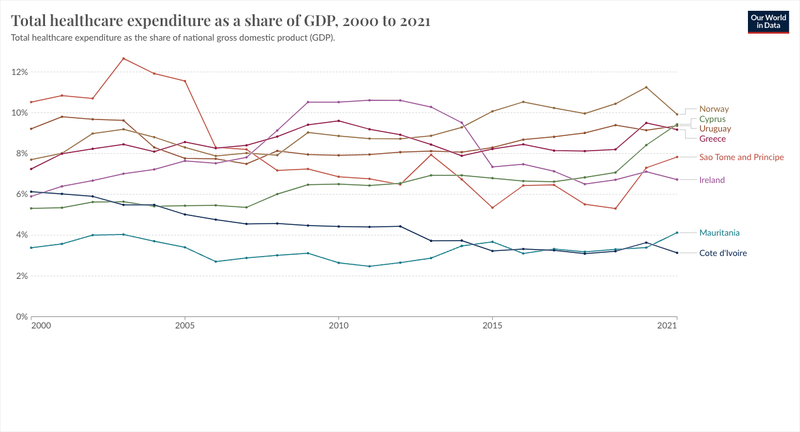 Total healthcare expenditure as a share of GDP, 2000 to 2021
Total healthcare expenditure as the share of national gross domestic product (GDP).
Our World
in Data
12%
10%
8%
6%
4%
2%
0%
2000
2005
2010
2015
2021
Norway
Cyprus
Uruguay
Greece
Sao Tome and Principe
Ireland
Mauritania
Cote d'Ivoire